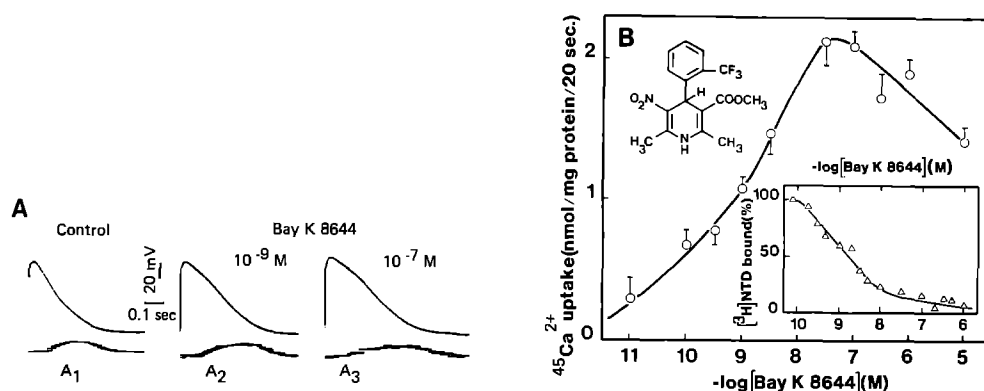 A
Control
Bay K 8644
10⁻⁹ M
10⁻⁷ M
20 mV
0.1 sec
A1
A2
A3
B
⁴⁵Ca²⁺ uptake(nmol/mg protein/20 sec.)
2
1
0
11 10 9 8 7 6 5
-log[Bay K 8644](M)
CF3
H
NO2
COOCH3
H3C
N
H
CH3
-log[Bay K 8644](M)
[³H]NTD bound(%)
100
50
0
10 9 8 7 6